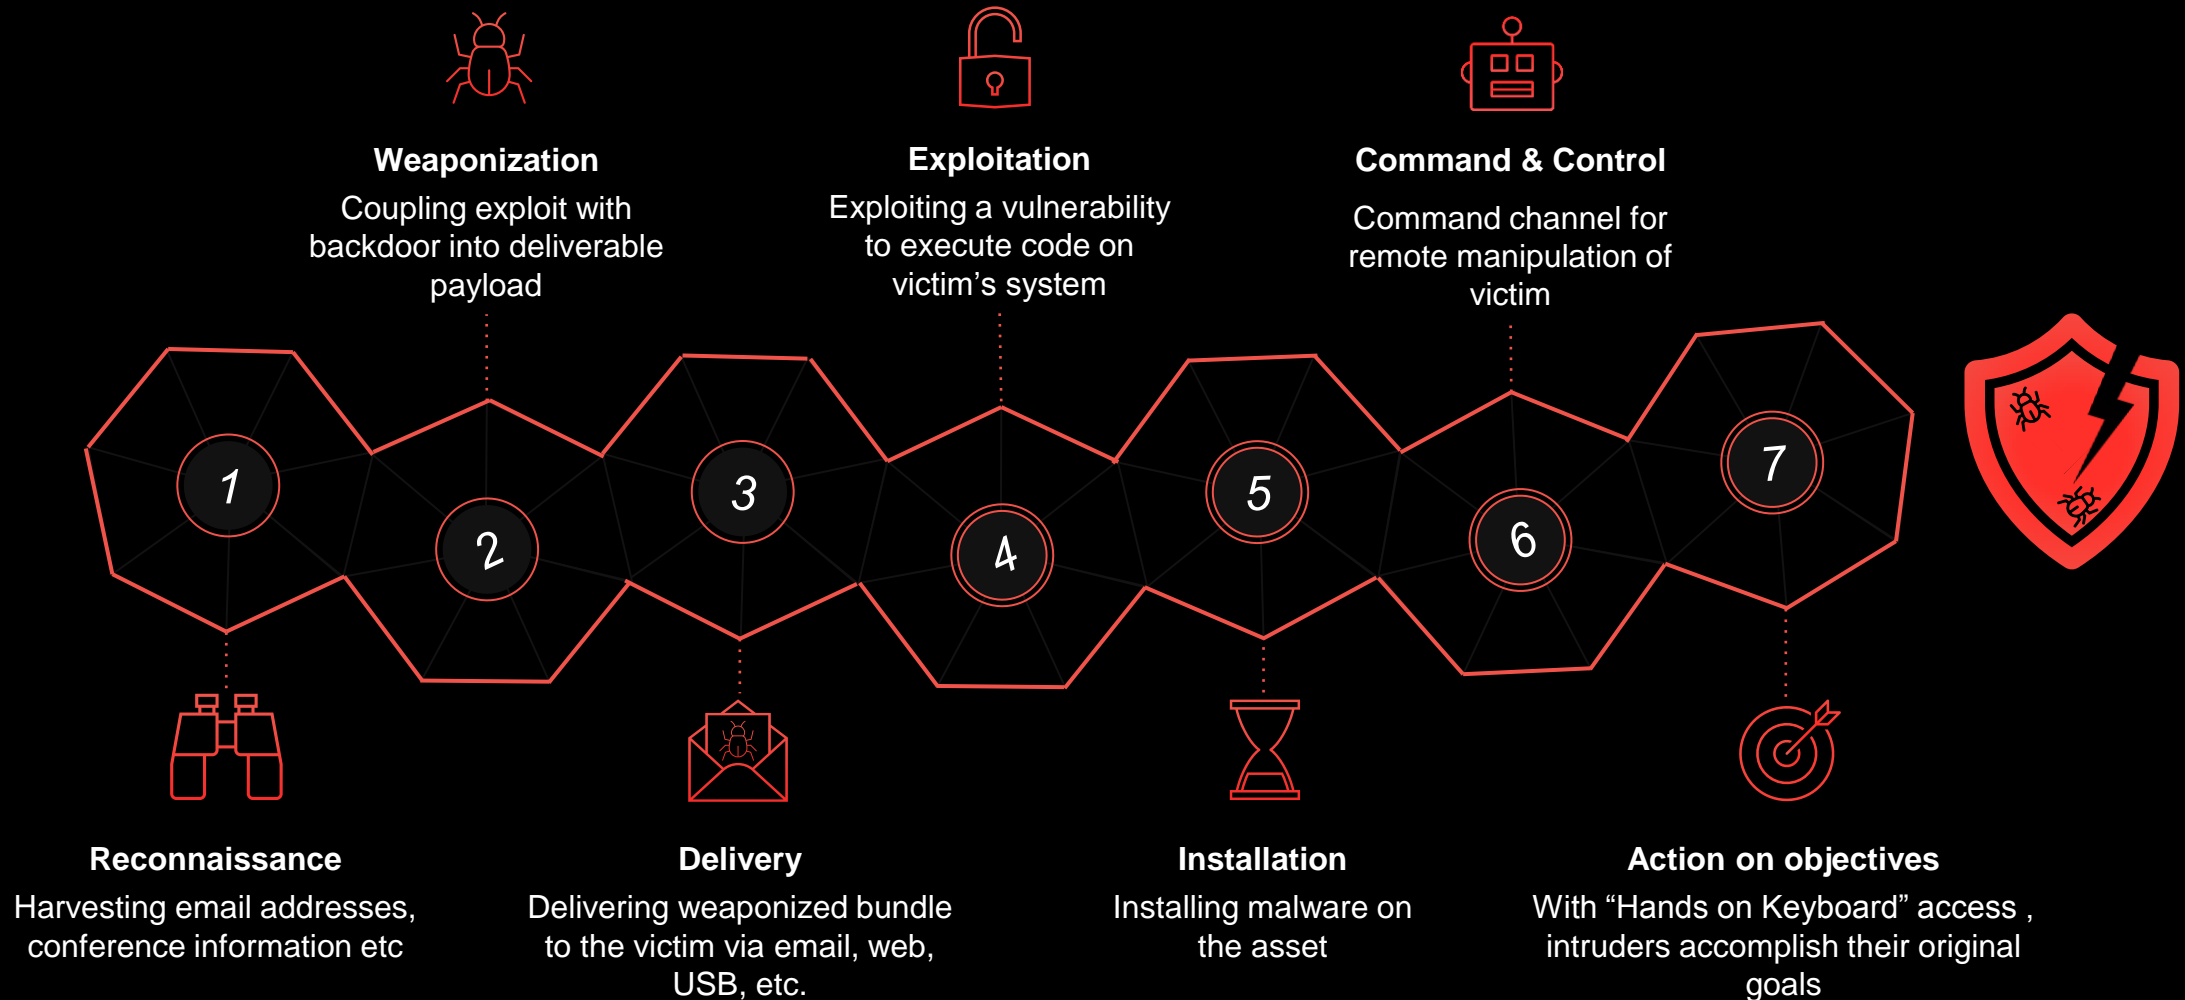 Weaponization
Coupling exploit with
backdoor into deliverable
payload
Exploitation
Exploiting a vulnerability
to execute code on
victim’s system
Command & Control
Command channel for
remote manipulation of
victim
1
2
3
4
5
6
7
Reconnaissance
Harvesting email addresses,
conference information etc
Delivery
Delivering weaponized bundle
to the victim via email, web,
USB, etc.
Installation
Installing malware on
the asset
Action on objectives
With “Hands on Keyboard” access ,
intruders accomplish their original
goals